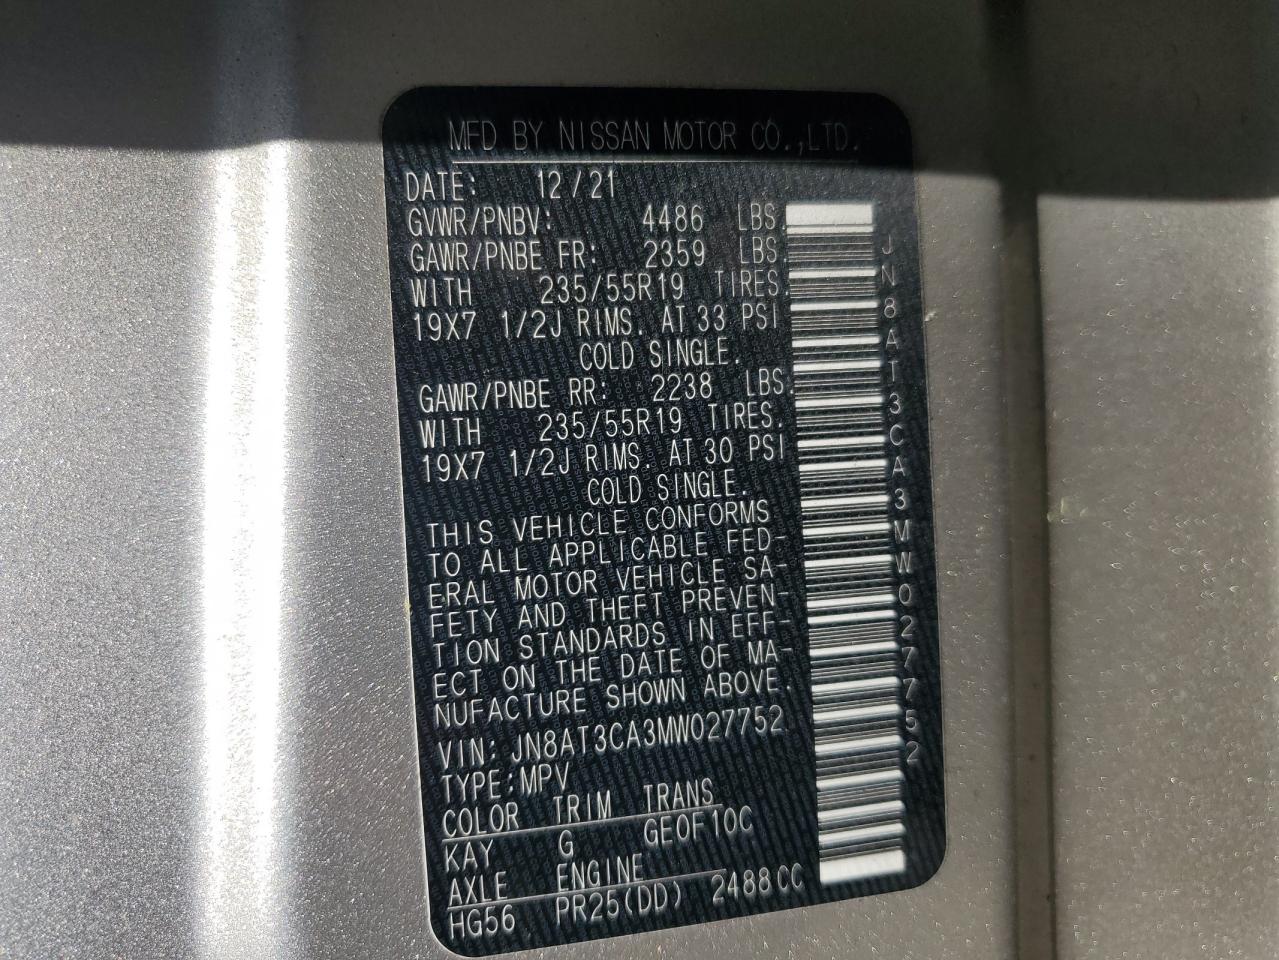 MFD BY NISSAN MOTOR CO.,LTD.
DATE: 12/21
GVWR/PNBV: 4486 LBS.
GAWR/PNBE FR: 2359 LBS.
WITH 235/55R19 TIRES.
19X7 1/2J RIMS. AT 33 PSI
COLD SINGLE.
GAWR/PNBE RR: 2238 LBS.
WITH 235/55R19 TIRES.
19X7 1/2J RIMS. AT 30 PSI
COLD SINGLE.
THIS VEHICLE CONFORMS
TO ALL APPLICABLE FED-
ERAL MOTOR VEHICLE SA-
FETY AND THEFT PREVEN-
TION STANDARDS IN EFF-
ECT ON THE DATE OF MA-
NUFACTURE SHOWN ABOVE.
VIN: JN8AT3CA3MW027752
TYPE:MPV
COLOR TRIM TRANS
KAY G GE0F10C
AXLE ENGINE
HG56 PR25(DD) 2488CC
JN8AT3CA3MW027752